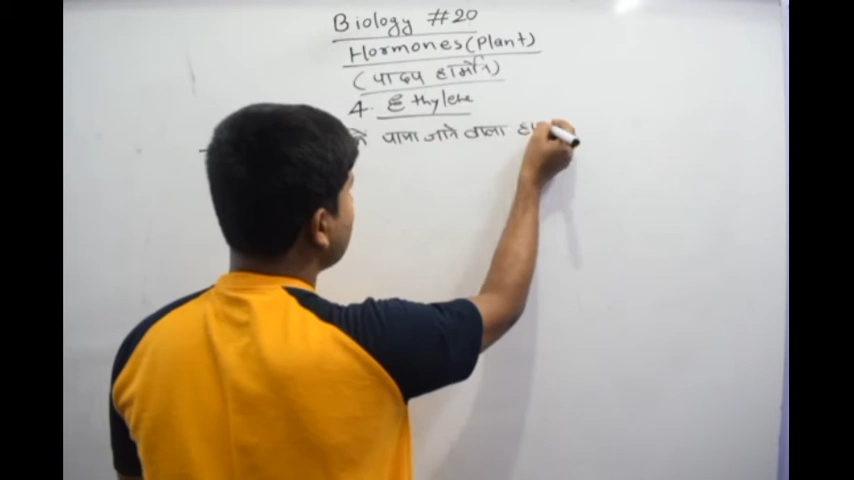 Biology #20
Hormones (Plant)
(पादप हार्मोन)
4. Ethylene
में पाया जाने वाला